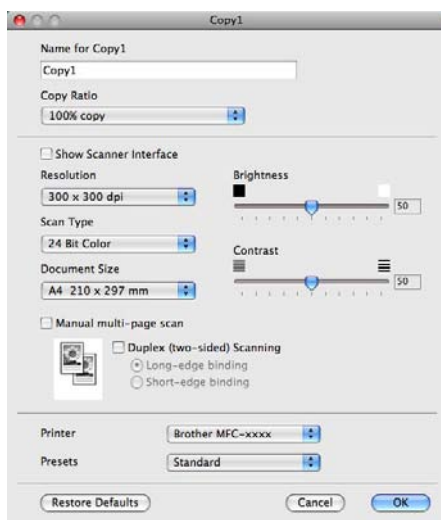 Copy1
Name for Copy1
Copy1
Copy Ratio
100% copy
Show Scanner Interface
Resolution
300 x 300 dpi
Scan Type
24 Bit Color
Document Size
A4 210 x 297 mm
Brightness
50
Contrast
50
Manual multi-page scan
Duplex (two-sided) Scanning
Long-edge binding
Short-edge binding
Printer
Brother MFC-xxxx
Presets
Standard
Restore Defaults
Cancel
OK